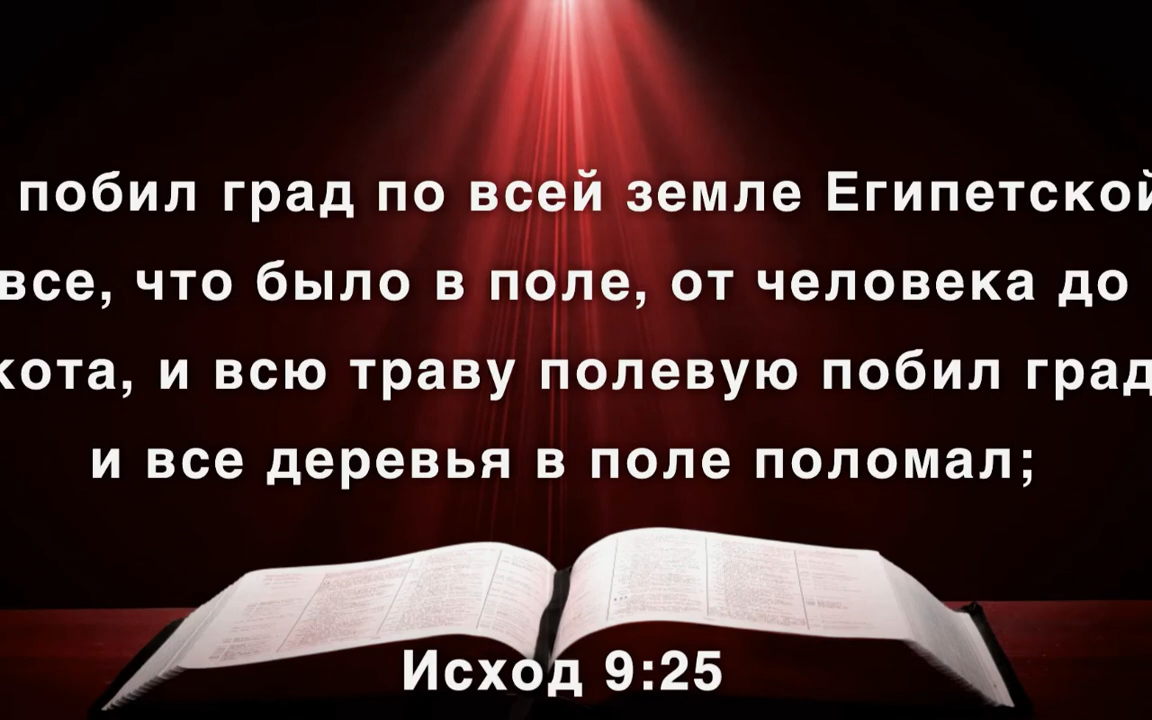 побил град по всей земле Египетской
все, что было в поле, от человека до
кота, и всю траву полевую побил град
и все деревья в поле поломал;
Исход 9:25